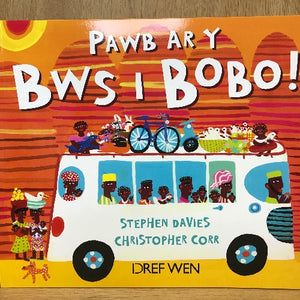 PAWB AR Y
BWS I BOBO!
STEPHEN DAVIES
CHRISTOPHER CORR
DREF WEN